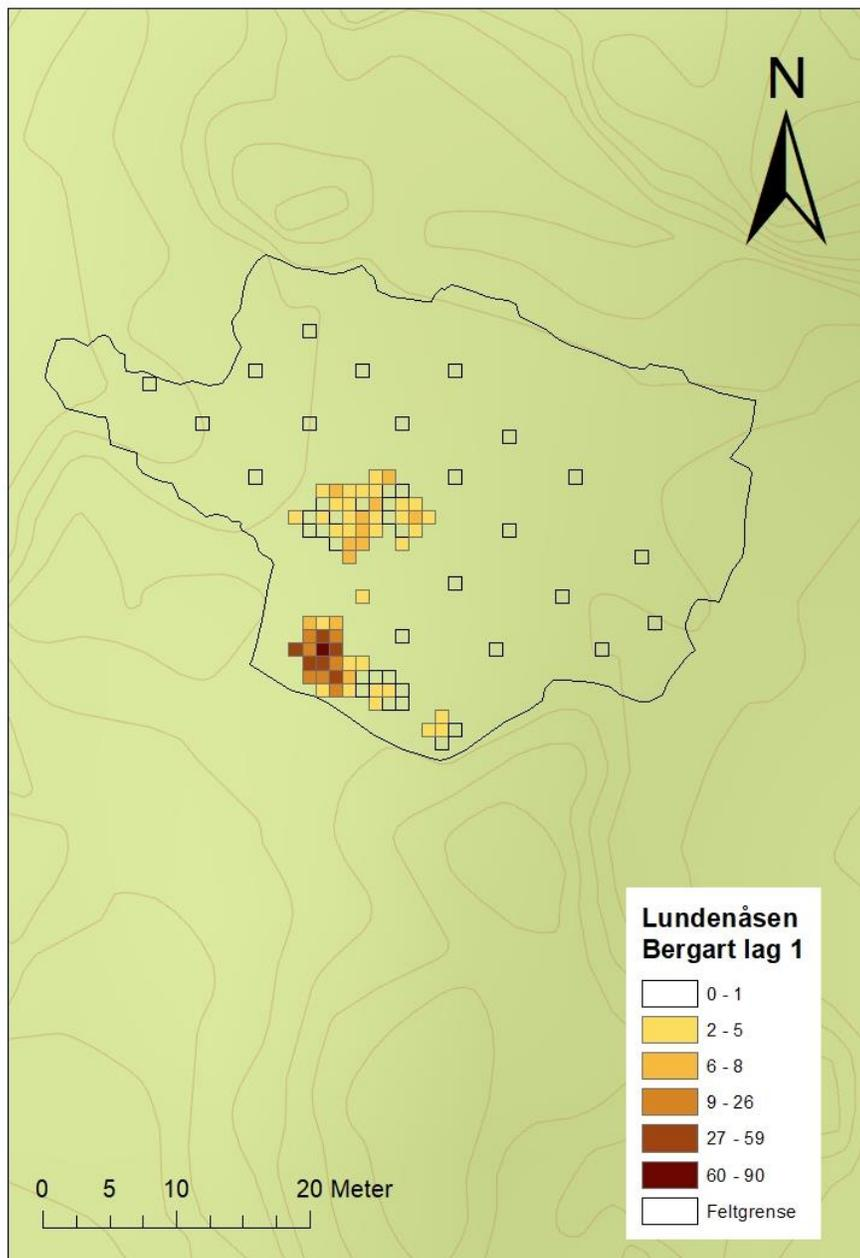 N
Lundenåsen
Bergart lag 1
0 - 1
2 - 5
6 - 8
9 - 26
27 - 59
60 - 90
Feltgrense
0 5 10 20 Meter